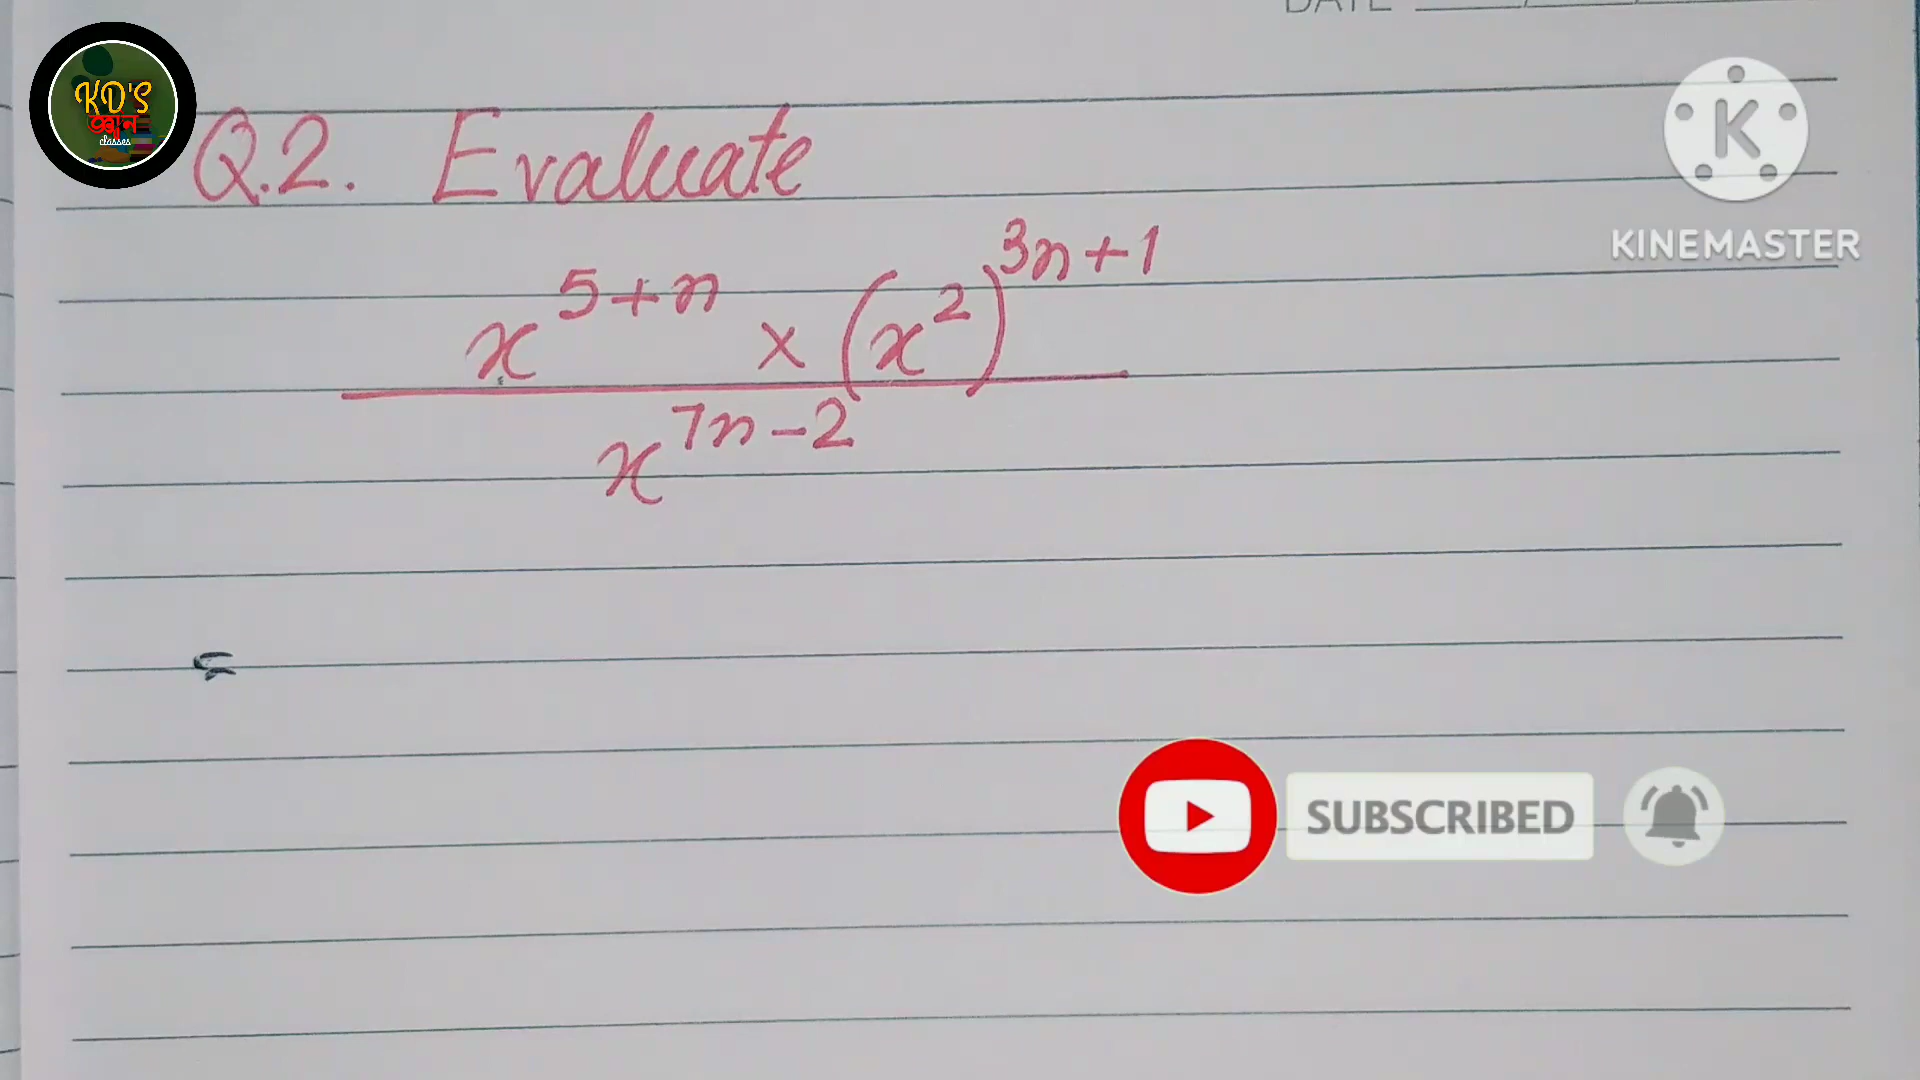 DATE
KD'S
জ্ঞান
classes
Q.2. Evaluate
x^{5+n} × (x^2)^{3n+1}
x^{7n-2}
=
K
KINEMASTER
SUBSCRIBED